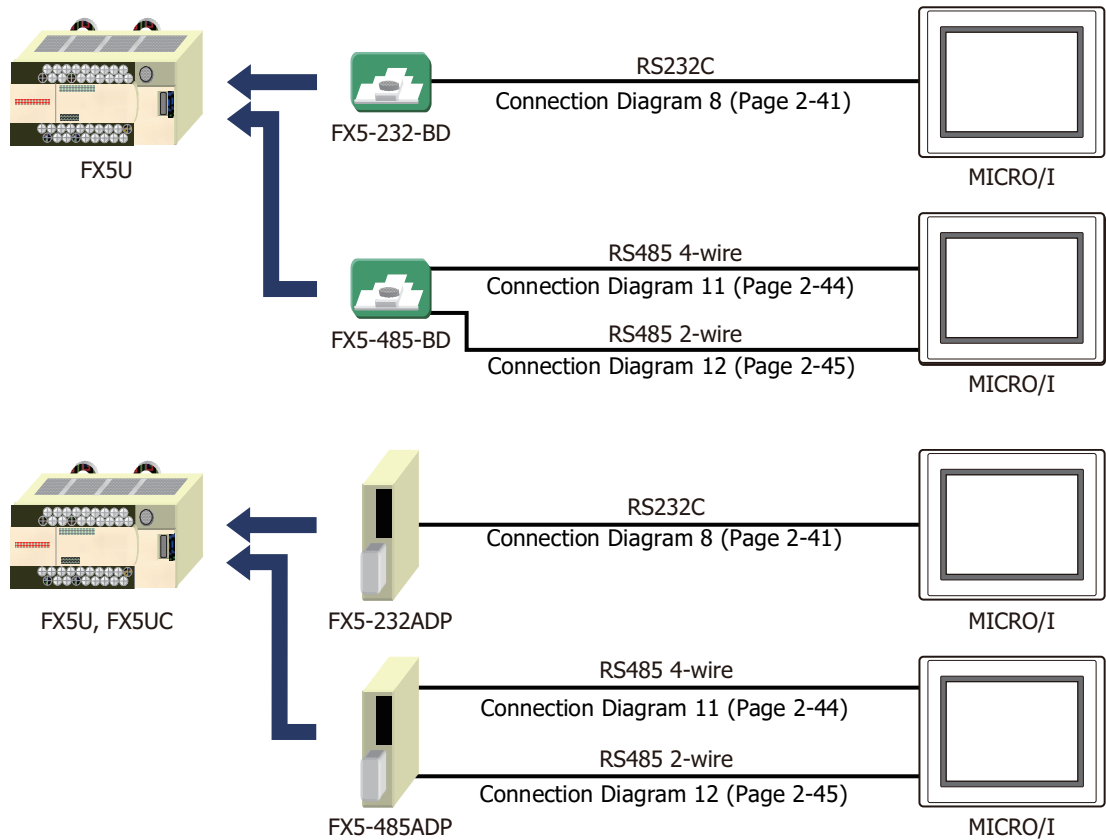 RS232C
Connection Diagram 8 (Page 2-41)
FX5-232-BD
FX5U
MICRO/I
RS485 4-wire
Connection Diagram 11 (Page 2-44)
RS485 2-wire
FX5-485-BD
Connection Diagram 12 (Page 2-45)
MICRO/I
RS232C
Connection Diagram 8 (Page 2-41)
FX5U, FX5UC
FX5-232ADP
MICRO/I
RS485 4-wire
Connection Diagram 11 (Page 2-44)
RS485 2-wire
Connection Diagram 12 (Page 2-45)
FX5-485ADP
MICRO/I